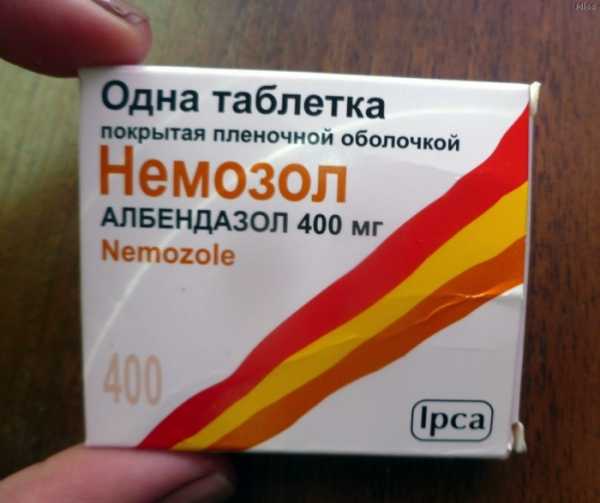 Одна таблетка
покрытая пленочной оболочкой
Немозол
АЛБЕНДАЗОЛ 400 мг
Nemozole
400
Ipca